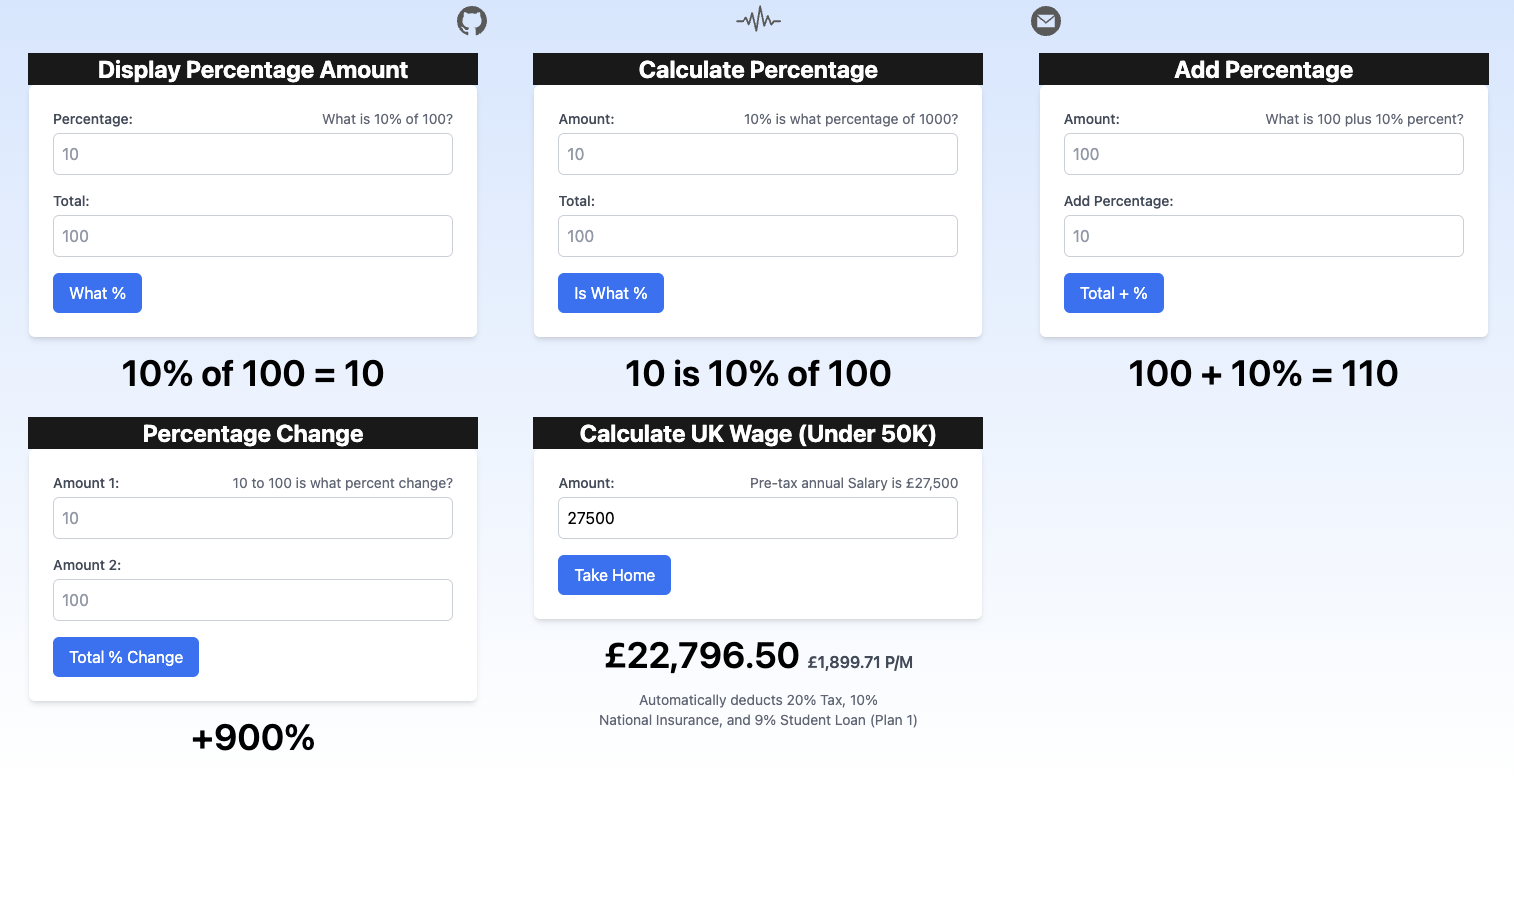 Display Percentage Amount
Percentage: What is 10% of 100?
10
Total:
100
What %
10% of 100 = 10
Calculate Percentage
Amount: 10% is what percentage of 1000?
10
Total:
100
Is What %
10 is 10% of 100
Add Percentage
Amount: What is 100 plus 10% percent?
100
Add Percentage:
10
Total + %
100 + 10% = 110
Percentage Change
Amount 1: 10 to 100 is what percent change?
10
Amount 2:
100
Total % Change
+900%
Calculate UK Wage (Under 50K)
Amount: Pre-tax annual Salary is £27,500
27500
Take Home
£22,796.50 £1,899.71 P/M
Automatically deducts 20% Tax, 10%
National Insurance, and 9% Student Loan (Plan 1)